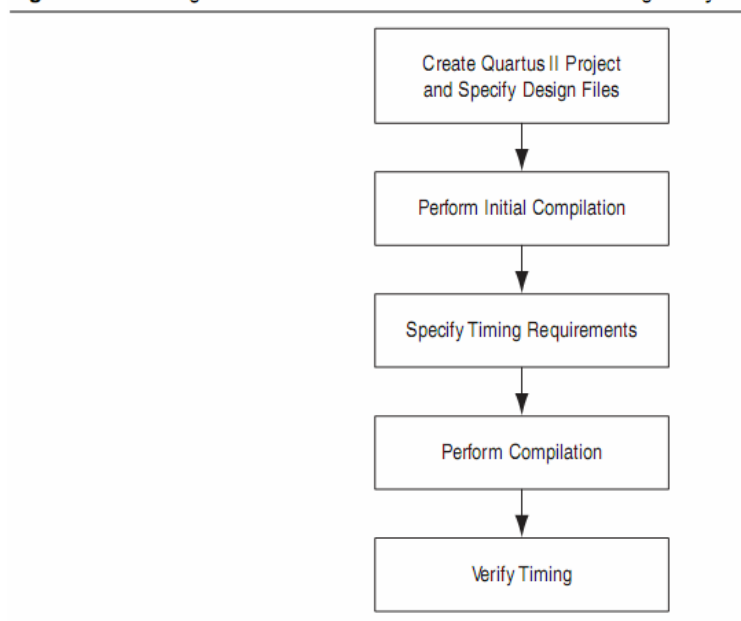 Create Quartus II Project
and Specify Design Files
Perform Initial Compilation
Specify Timing Requirements
Perform Compilation
Verify Timing